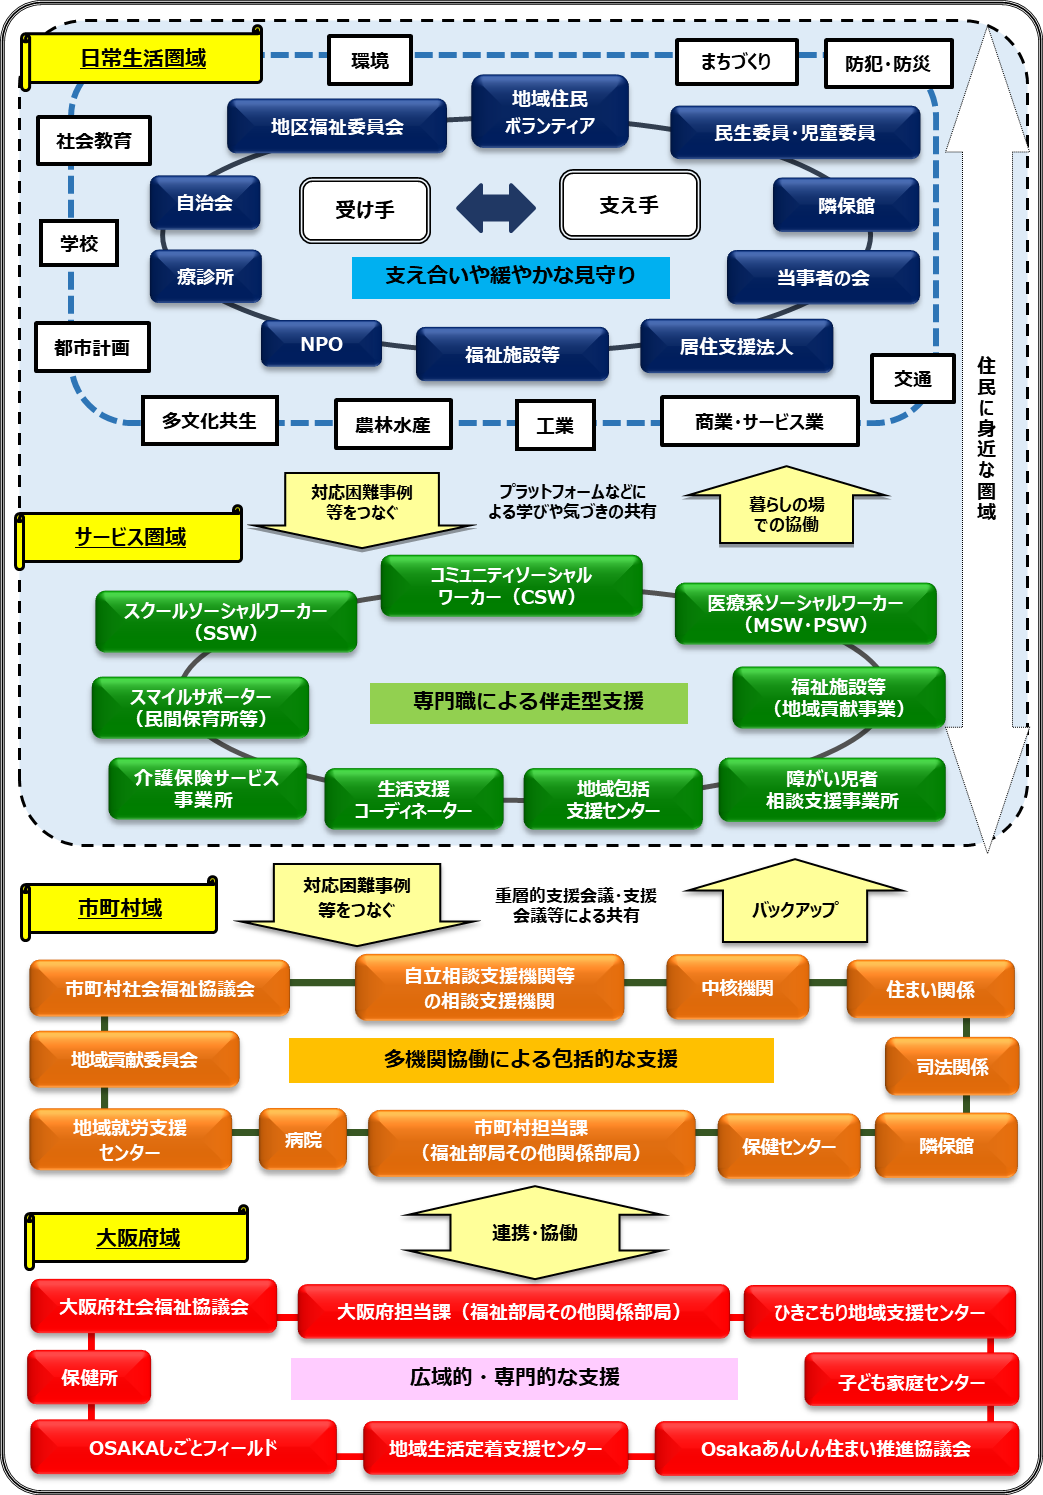 日常生活圏域
環境
まちづくり
防犯・防災
社会教育
学校
都市計画
多文化共生
農林水産
工業
商業・サービス業
交通
地区福祉委員会
地域住民
ボランティア
民生委員・児童委員
自治会
隣保館
療診所
当事者の会
NPO
福祉施設等
居住支援法人
受け手
支え手
支え合いや緩やかな見守り
住民に身近な圏域
対応困難事例
等をつなぐ
プラットフォームなどに
よる学びや気づきの共有
暮らしの場
での協働
サービス圏域
コミュニティソーシャル
ワーカー（CSW）
スクールソーシャルワーカー
（SSW）
医療系ソーシャルワーカー
（MSW・PSW）
スマイルサポーター
（民間保育所等）
専門職による伴走型支援
福祉施設等
（地域貢献事業）
介護保険サービス
事業所
生活支援
コーディネーター
地域包括
支援センター
障がい児者
相談支援事業所
対応困難事例
等をつなぐ
重層的支援会議・支援
会議等による共有
バックアップ
市町村域
市町村社会福祉協議会
自立相談支援機関等
の相談支援機関
中核機関
住まい関係
地域貢献委員会
多機関協働による包括的な支援
司法関係
地域就労支援
センター
病院
市町村担当課
（福祉部局その他関係部局）
保健センター
隣保館
連携・協働
大阪府域
大阪府社会福祉協議会
大阪府担当課（福祉部局その他関係部局）
ひきこもり地域支援センター
保健所
広域的・専門的な支援
子ども家庭センター
OSAKAしごとフィールド
地域生活定着支援センター
Osakaあんしん住まい推進協議会